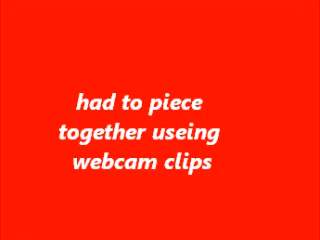 had to piece
together useing
webcam clips